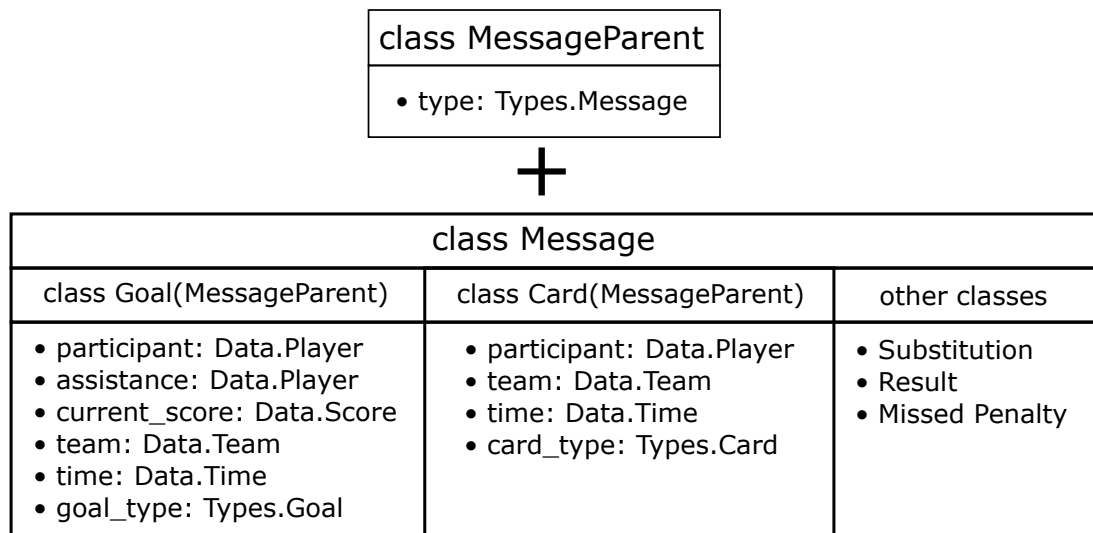 class MessageParent
• type: Types.Message
+
class Message
class Goal(MessageParent)
• participant: Data.Player
• assistance: Data.Player
• current_score: Data.Score
• team: Data.Team
• time: Data.Time
• goal_type: Types.Goal
class Card(MessageParent)
• participant: Data.Player
• team: Data.Team
• time: Data.Time
• card_type: Types.Card
other classes
• Substitution
• Result
• Missed Penalty